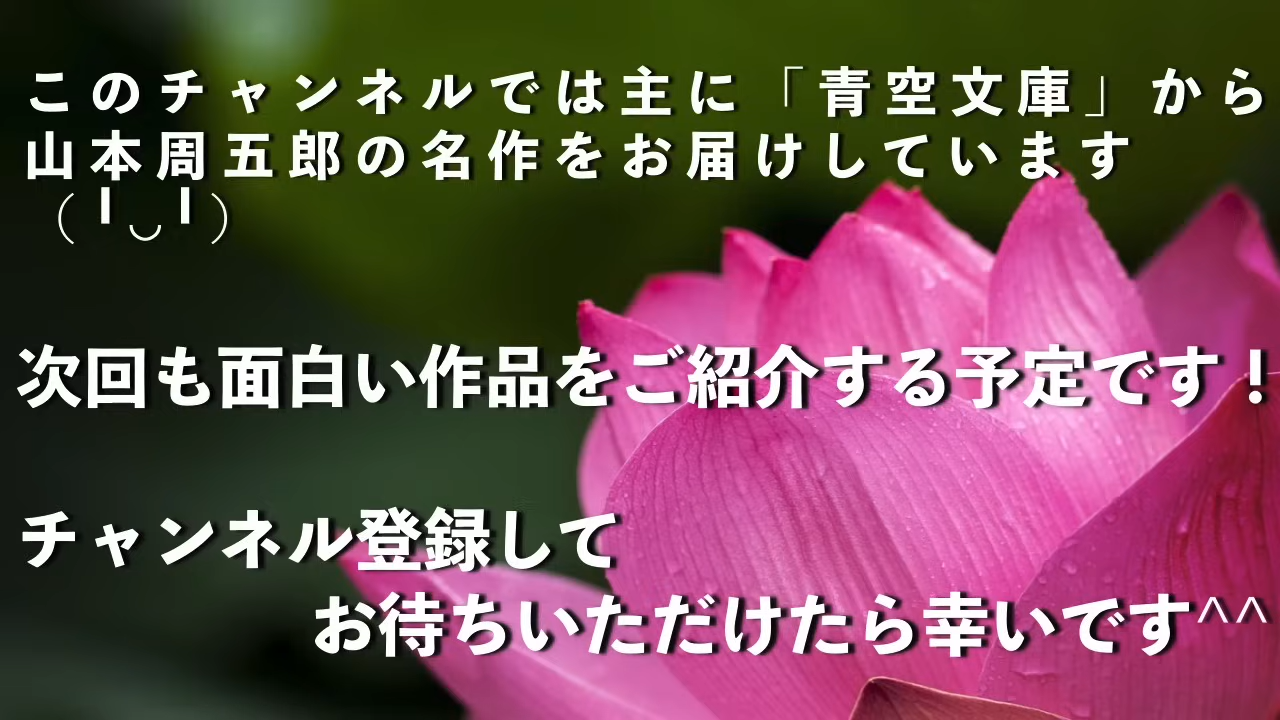 このチャンネルでは主に「青空文庫」から
山本周五郎の名作をお届けしています
（╹◡╹）
次回も面白い作品をご紹介する予定です！
チャンネル登録して
お待ちいただけたら幸いです^^